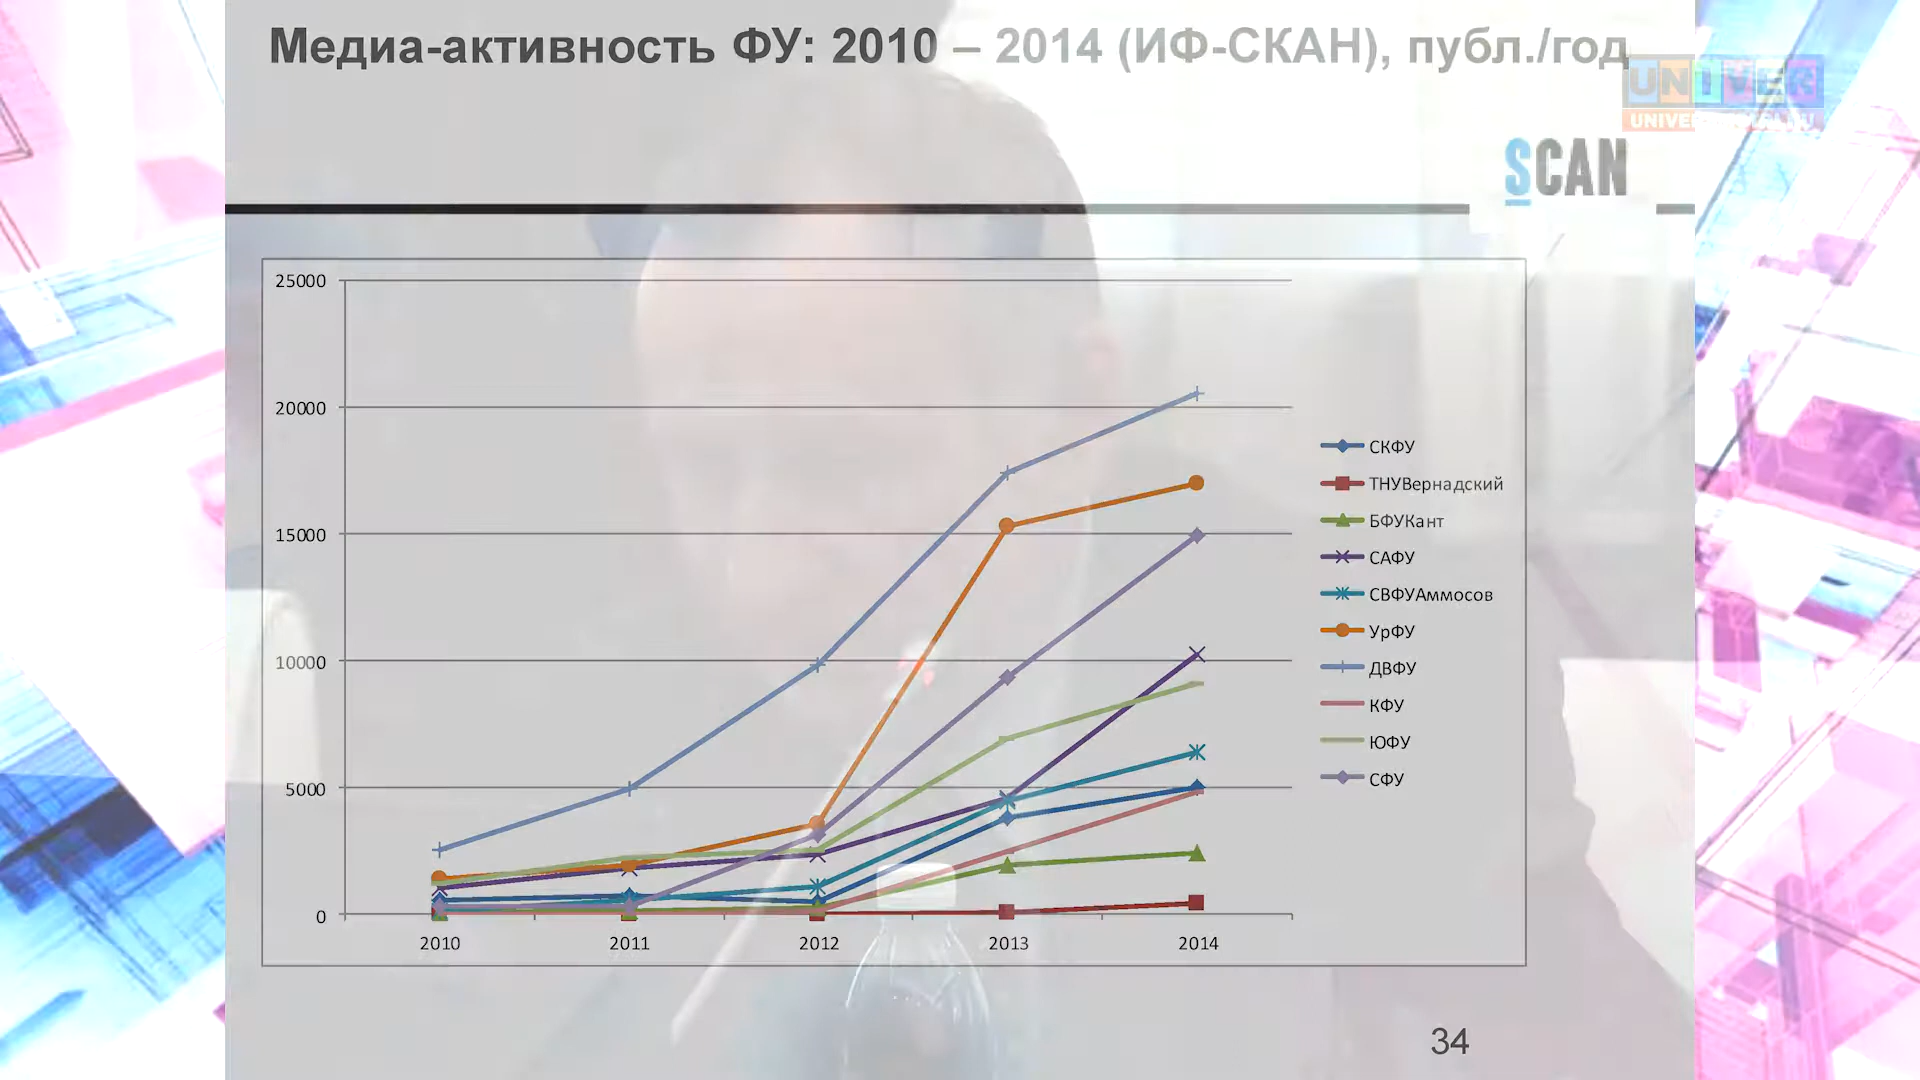 Медиа-активность ФУ: 2010 – 2014 (ИФ-СКАН), публ./год
UNIVER
SCAN
25000
20000
15000
10000
5000
0
2010 2011 2012 2013 2014
СКФУ
ТНУВернадский
БФУКант
САФУ
СВФУАммосов
УрФУ
ДВФУ
КФУ
ЮФУ
СФУ
34